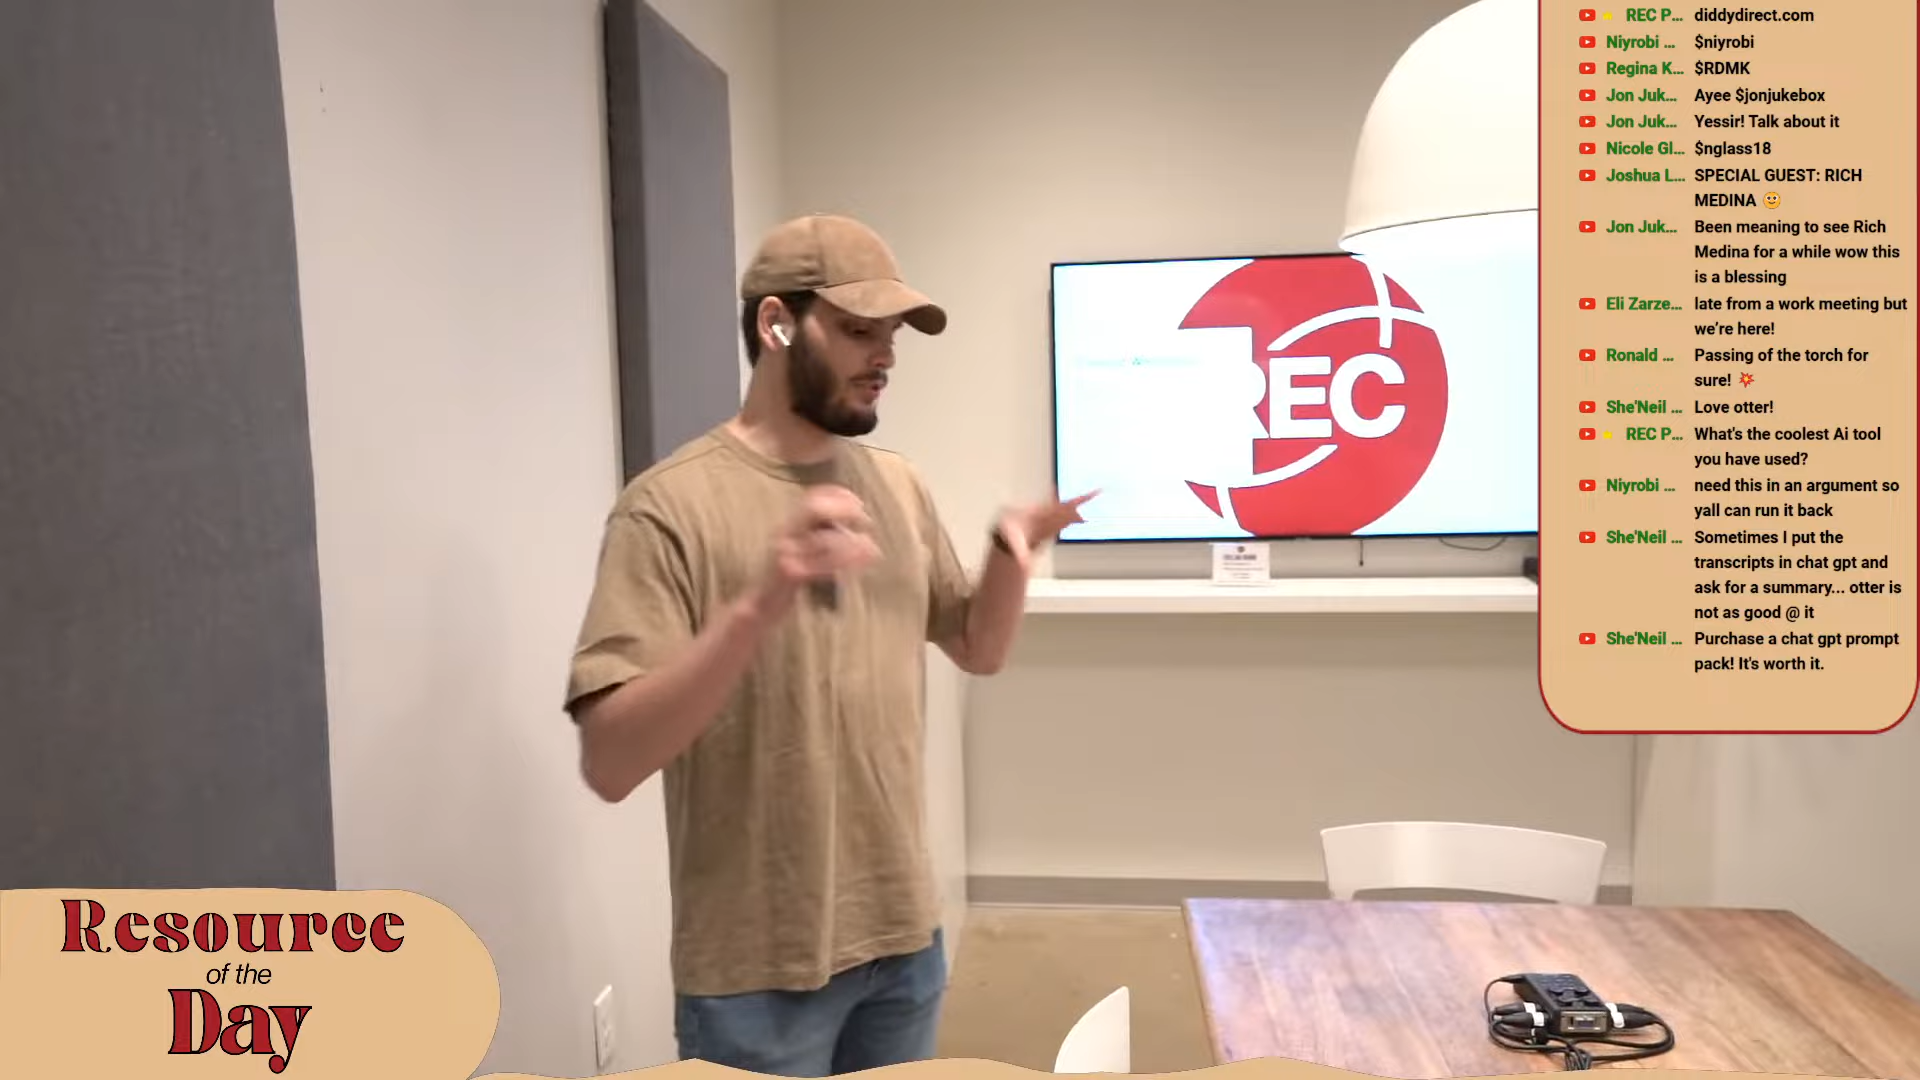 REC P... diddydirect.com
Niyrobi ... $niyrobi
Regina K... $RDMK
Jon Juk... Ayee $jonjukebox
Jon Juk... Yessir! Talk about it
Nicole Gl... $nglass18
Joshua L... SPECIAL GUEST: RICH
MEDINA
Jon Juk... Been meaning to see Rich
Medina for a while wow this
is a blessing
Eli Zarze... late from a work meeting but
we’re here!
Ronald ... Passing of the torch for
sure! 💥
She'Neil ... Love otter!
REC P... What's the coolest Ai tool
you have used?
Niyrobi ... need this in an argument so
yall can run it back
She'Neil ... Sometimes I put the
transcripts in chat gpt and
ask for a summary... otter is
not as good @ it
She'Neil ... Purchase a chat gpt prompt
pack! It's worth it.
REC
Resource
of the
Day